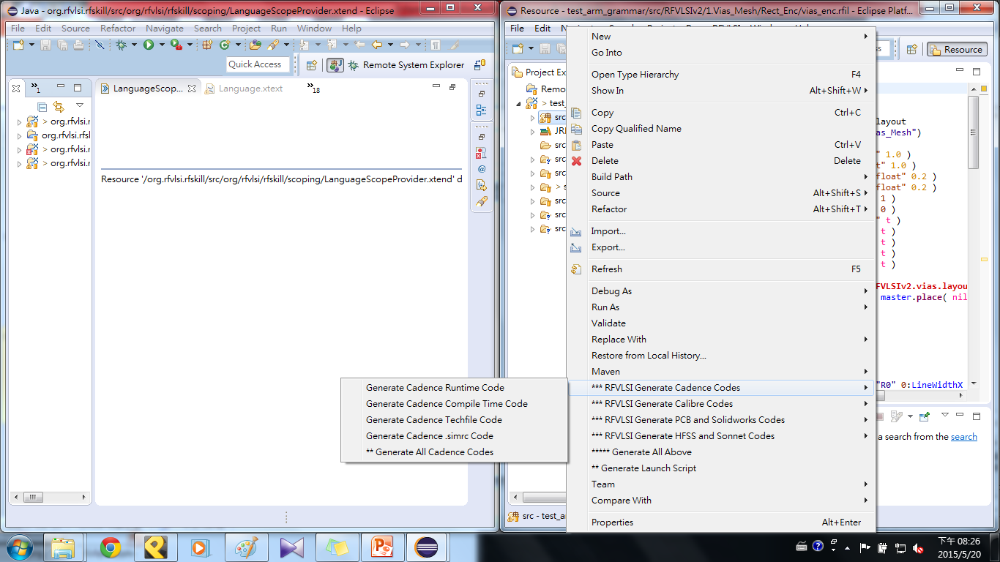 Java - org.rfvlsi.rfskill/src/org/rfvlsi/rfskill/scoping/LanguageScopeProvider.xtend - Eclipse
File Edit Source Refactor Navigate Search Project Run Window Help
Quick Access
Remote System Explorer
»1
LanguageScop...
Language.xtext
»18
> org.rfvlsi.r
org.rfvlsi.rfsl
> org.rfvlsi.r
> org.rfvlsi.r
Resource '/org.rfvlsi.rfskill/src/org/rfvlsi/rfskill/scoping/LanguageScopeProvider.xtend' d
Resource - test_arm_grammar/src/RFVLSIv2/1.Vias_Mesh/Rect_Enc/vias_enc.rfil - Eclipse Platf...
File Edit
Resource
Project Ex
Remo
> test_
src
JRE
src
src
src
> s
src
src
src
New
Go Into
Open Type Hierarchy F4
Show In Alt+Shift+W
Copy Ctrl+C
Copy Qualified Name
Paste Ctrl+V
Delete Delete
Build Path
Source Alt+Shift+S
Refactor Alt+Shift+T
Import...
Export...
Refresh F5
Debug As
Run As
Validate
Replace With
Restore from Local History...
Maven
*** RFVLSI Generate Cadence Codes
*** RFVLSI Generate Calibre Codes
*** RFVLSI Generate PCB and Solidworks Codes
*** RFVLSI Generate HFSS and Sonnet Codes
***** Generate All Above
** Generate Launch Script
Team
Compare With
Properties Alt+Enter
Generate Cadence Runtime Code
Generate Cadence Compile Time Code
Generate Cadence Techfile Code
Generate Cadence .simrc Code
** Generate All Cadence Codes
layout
as_Mesh")
" 1.0 )
t" 1.0 )
float" 0.2 )
float" 0.2 )
1 )
0 )
" t )
t )
t )
t )
t )
FVLSIv2.vias.layou
master.place( nil
"R0" 0:LineWidthX
a search from the search
src - test_a
下午 08:26
2015/5/20